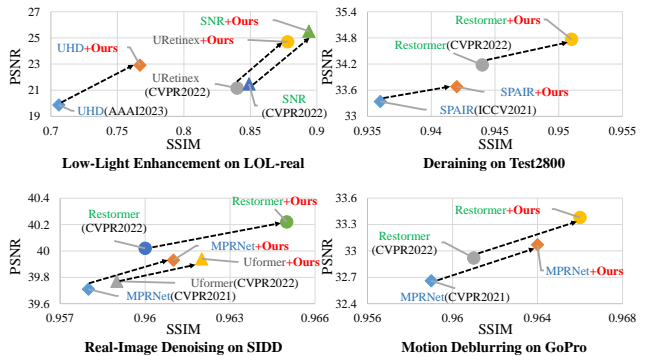 27
25
23
21
19
PSNR
0.7
0.75
0.8
0.85
0.9
SSIM
UHD+Ours
UHD(AAAI2023)
SNR+Ours
URetinex+Ours
URetinex
(CVPR2022)
SNR
(CVPR2022)
Low-Light Enhancement on LOL-real
35.4
34.8
34.2
33.6
33
PSNR
0.935
0.94
0.945
0.95
0.955
SSIM
Restormer+Ours
Restormer(CVPR2022)
SPAIR+Ours
SPAIR(ICCV2021)
Deraining on Test2800
40.4
40.2
40
39.8
39.6
PSNR
0.957
0.96
0.963
0.966
SSIM
Restormer+Ours
Restormer
(CVPR2022)
MPRNet+Ours
Uformer+Ours
Uformer(CVPR2022)
MPRNet(CVPR2021)
Real-Image Denoising on SIDD
33.6
33.3
33
32.7
32.4
PSNR
0.956
0.96
0.964
0.968
SSIM
Restormer+Ours
Restormer
(CVPR2022)
MPRNet+Ours
MPRNet(CVPR2021)
Motion Deblurring on GoPro